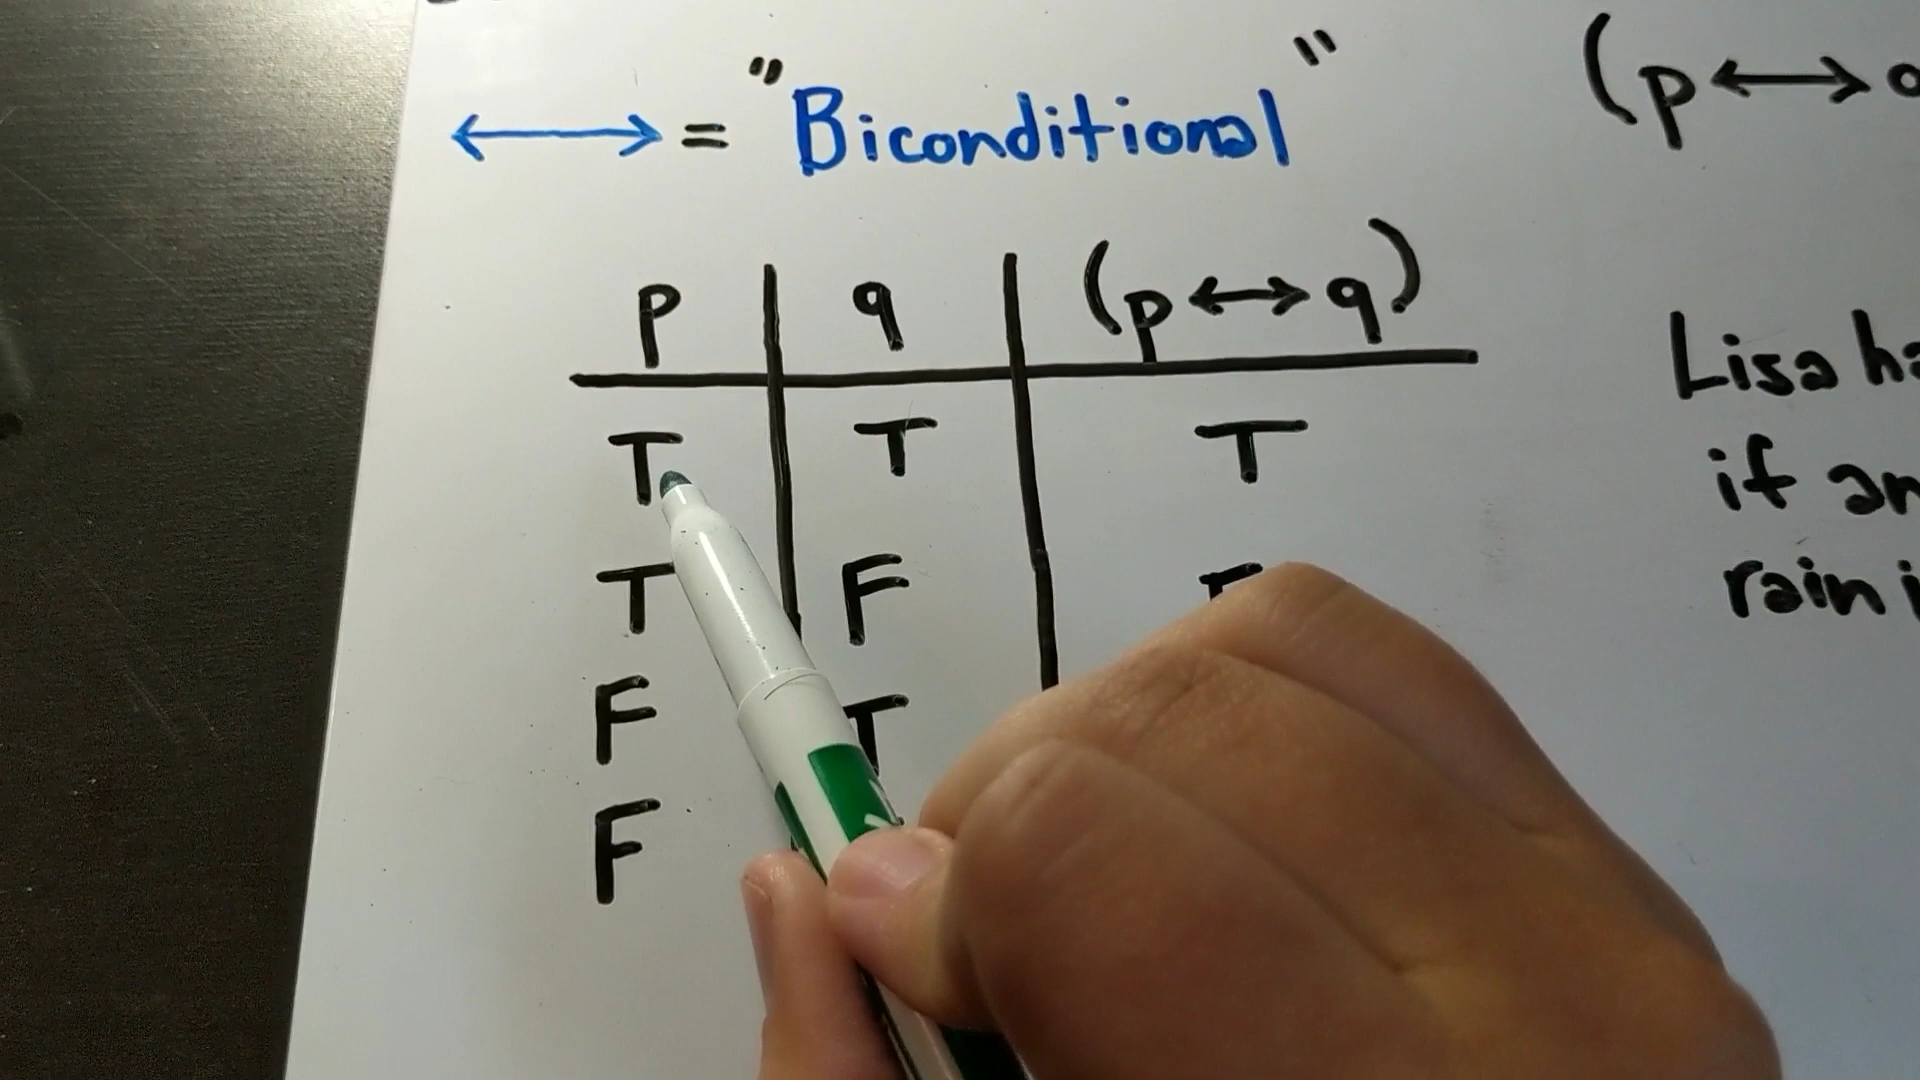 ↔ = "Biconditional"
(p ↔
p q (p ↔ q)
T T T
T F
F T
F
Lisa
if
rain